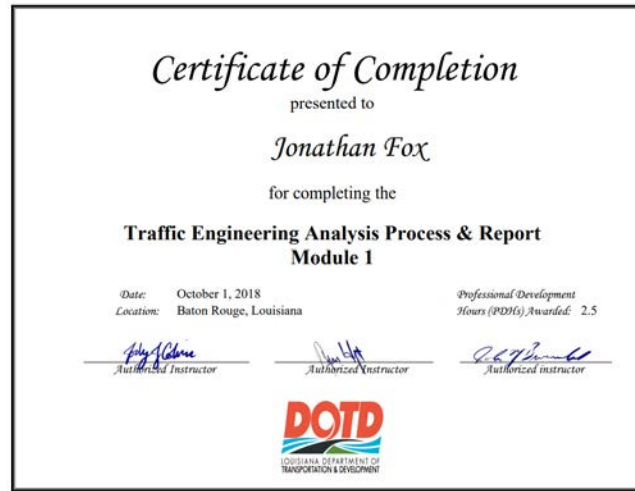 Certificate of Completion
presented to
Jonathan Fox
for completing the
Traffic Engineering Analysis Process & Report
Module 1
Date: October 1, 2018
Location: Baton Rouge, Louisiana
Professional Development
Hours (PDHs) Awarded: 2.5
Authorized Instructor
Authorized Instructor
Authorized instructor
DOTD
LOUISIANA DEPARTMENT OF
TRANSPORTATION & DEVELOPMENT